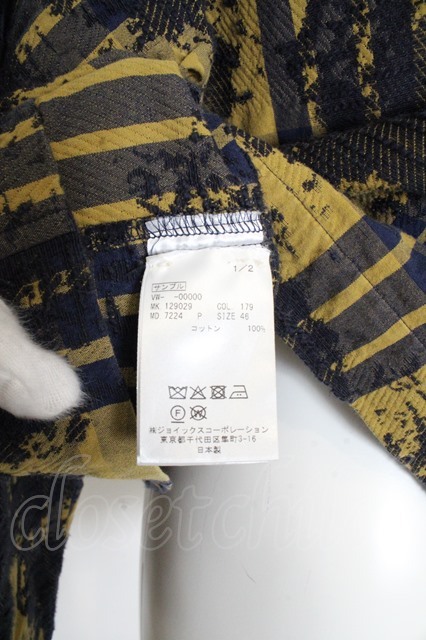 1/2
サンプル
VW- -00000
MK 129029 COL 179
MD 7224 P SIZE 46
コットン 100%
㈱ジョイックスコーポレーション
東京都千代田区麹町3-16
日本製
closetchild